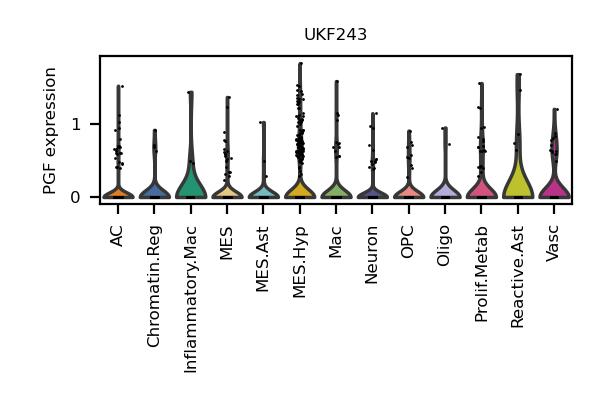 UKF243
PGF expression
1
0
AC
Chromatin.Reg
Inflammatory.Mac
MES
MES.Ast
MES.Hyp
Mac
Neuron
OPC
Oligo
Prolif.Metab
Reactive.Ast
Vasc